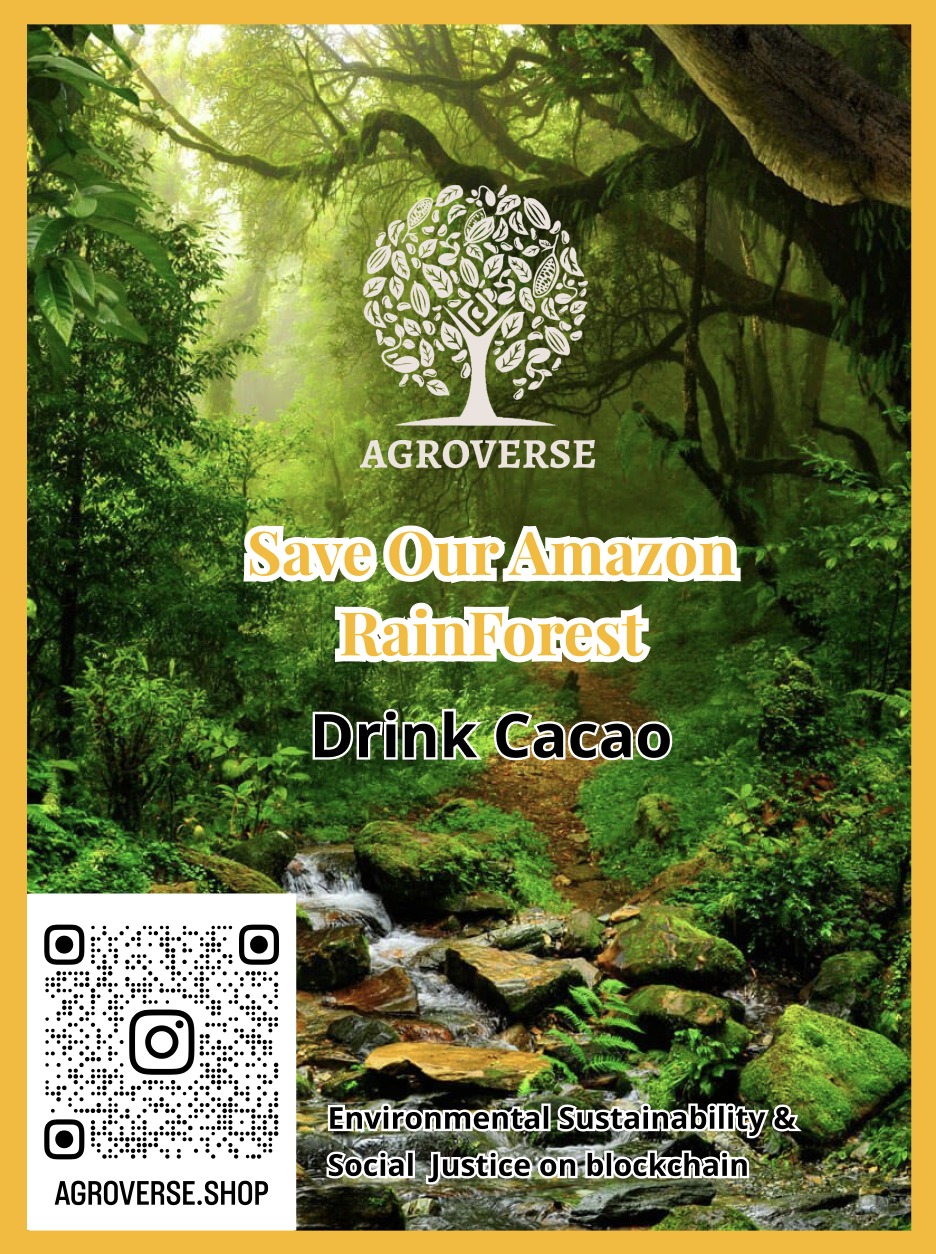 AGROVERSE
Save Our Amazon
RainForest
Drink Cacao
Environmental Sustainability &
Social Justice on blockchain
AGROVERSE.SHOP